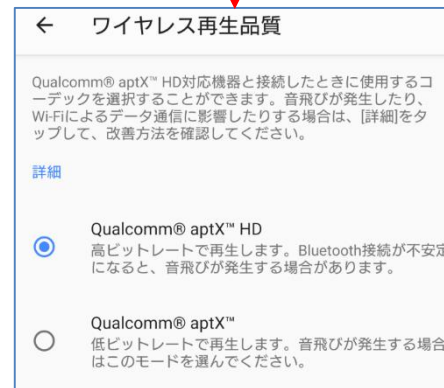 ← ワイヤレス再生品質
Qualcomm® aptX™ HD対応機器と接続したときに使用するコ
ーデックを選択することができます。音飛びが発生したり、
Wi-Fiによるデータ通信に影響したりする場合は、[詳細]をタ
ップして、改善方法を確認してください。
詳細
Qualcomm® aptX™ HD
高ビットレートで再生します。Bluetooth接続が不安定
になると、音飛びが発生する場合があります。
Qualcomm® aptX™
低ビットレートで再生します。音飛びが発生する場合
はこのモードを選んでください。